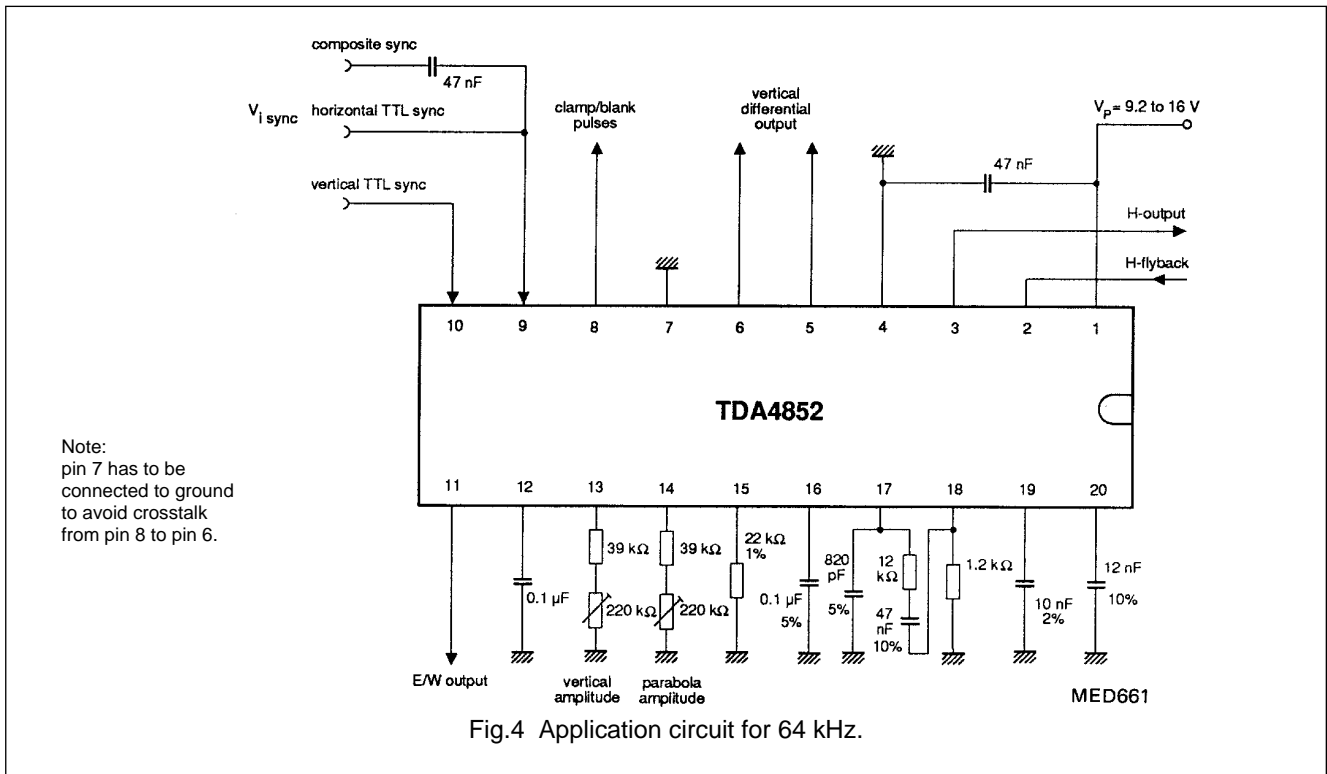 composite sync
47 nF
V i sync
horizontal TTL sync
vertical TTL sync
clamp/blank
pulses
vertical
differential
output
VP = 9.2 to 16 V
47 nF
H-output
H-flyback
10 9 8 7 6 5 4 3 2 1
TDA4852
Note:
pin 7 has to be
connected to ground
to avoid crosstalk
from pin 8 to pin 6.
11 12 13 14 15 16 17 18 19 20
0.1 µF
39 kΩ
220 kΩ
39 kΩ
220 kΩ
22 kΩ
1%
0.1 µF
5%
820
pF
5%
12
kΩ
47
nF
10%
1.2 kΩ
10 nF
2%
12 nF
10%
E/W output
vertical
amplitude
parabola
amplitude
MED661
Fig.4 Application circuit for 64 kHz.